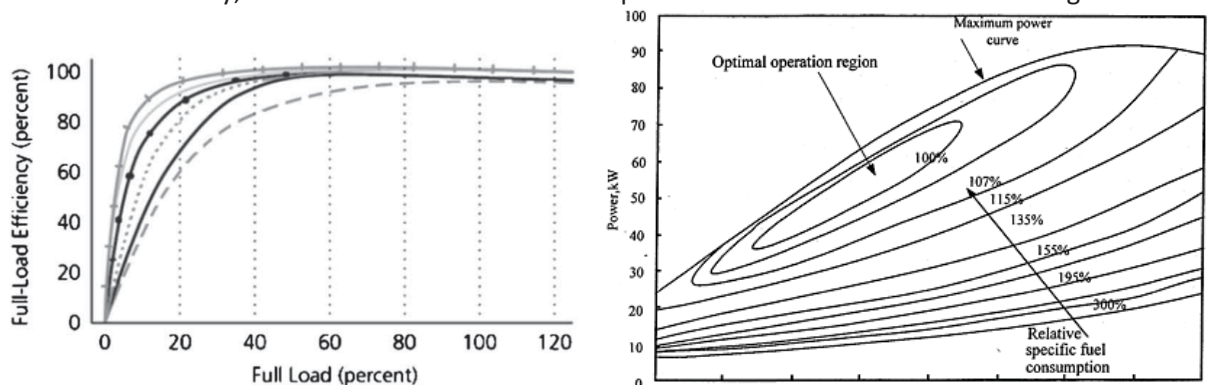 100
80
60
40
20
0
Full-Load Efficiency (percent)
0 20 40 60 80 100 120
Full Load (percent)
100
90
80
70
60
50
40
30
20
10
0
Power,kW
Maximum power
curve
Optimal operation region
100%
107%
115%
135%
155%
195%
300%
Relative
specific fuel
consumption